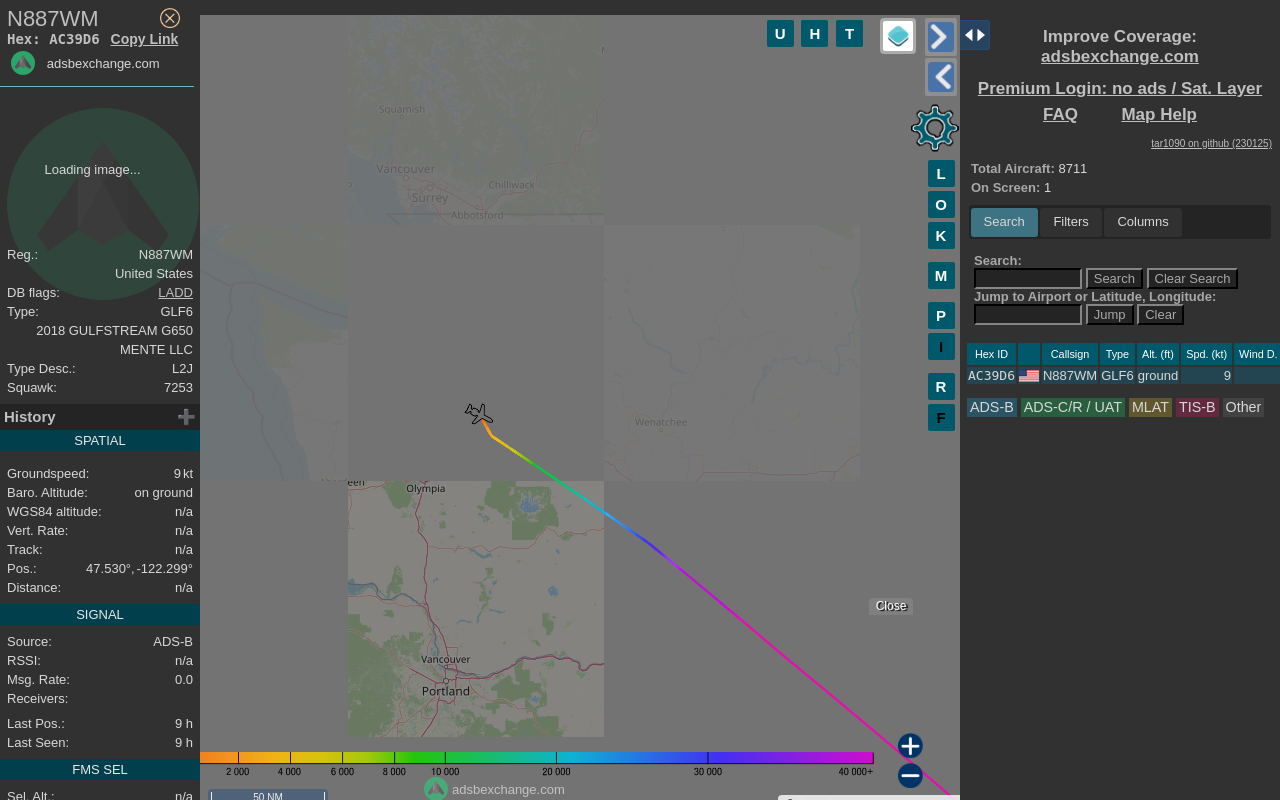 N887WM
Hex: AC39D6 Copy Link
adsbexchange.com
Loading image...
Reg.: N887WM
United States
DB flags: LADD
Type: GLF6
2018 GULFSTREAM G650
MENTE LLC
Type Desc.: L2J
Squawk: 7253
History
SPATIAL
Groundspeed: 9 kt
Baro. Altitude: on ground
WGS84 altitude: n/a
Vert. Rate: n/a
Track: n/a
Pos.: 47.530°, -122.299°
Distance: n/a
SIGNAL
Source: ADS-B
RSSI: n/a
Msg. Rate: 0.0
Receivers:
Last Pos.: 9 h
Last Seen: 9 h
FMS SEL
Sel. Alt.: n/a
U H T
Squamish
Vancouver
Surrey
Chilliwack
Abbotsford
Wenatchee
Olympia
Vancouver
Portland
L
O
K
M
P
I
R
F
Close
2 000 4 000 6 000 8 000 10 000 20 000 30 000 40 000+
adsbexchange.com
50 NM
Improve Coverage:
adsbexchange.com
Premium Login: no ads / Sat. Layer
FAQ Map Help
tar1090 on github (230125)
Total Aircraft: 8711
On Screen: 1
Search Filters Columns
Search:
Search Clear Search
Jump to Airport or Latitude, Longitude:
Jump Clear
Hex ID Callsign Type Alt. (ft) Spd. (kt) Wind D.
AC39D6 N887WM GLF6 ground 9
ADS-B ADS-C/R / UAT MLAT TIS-B Other